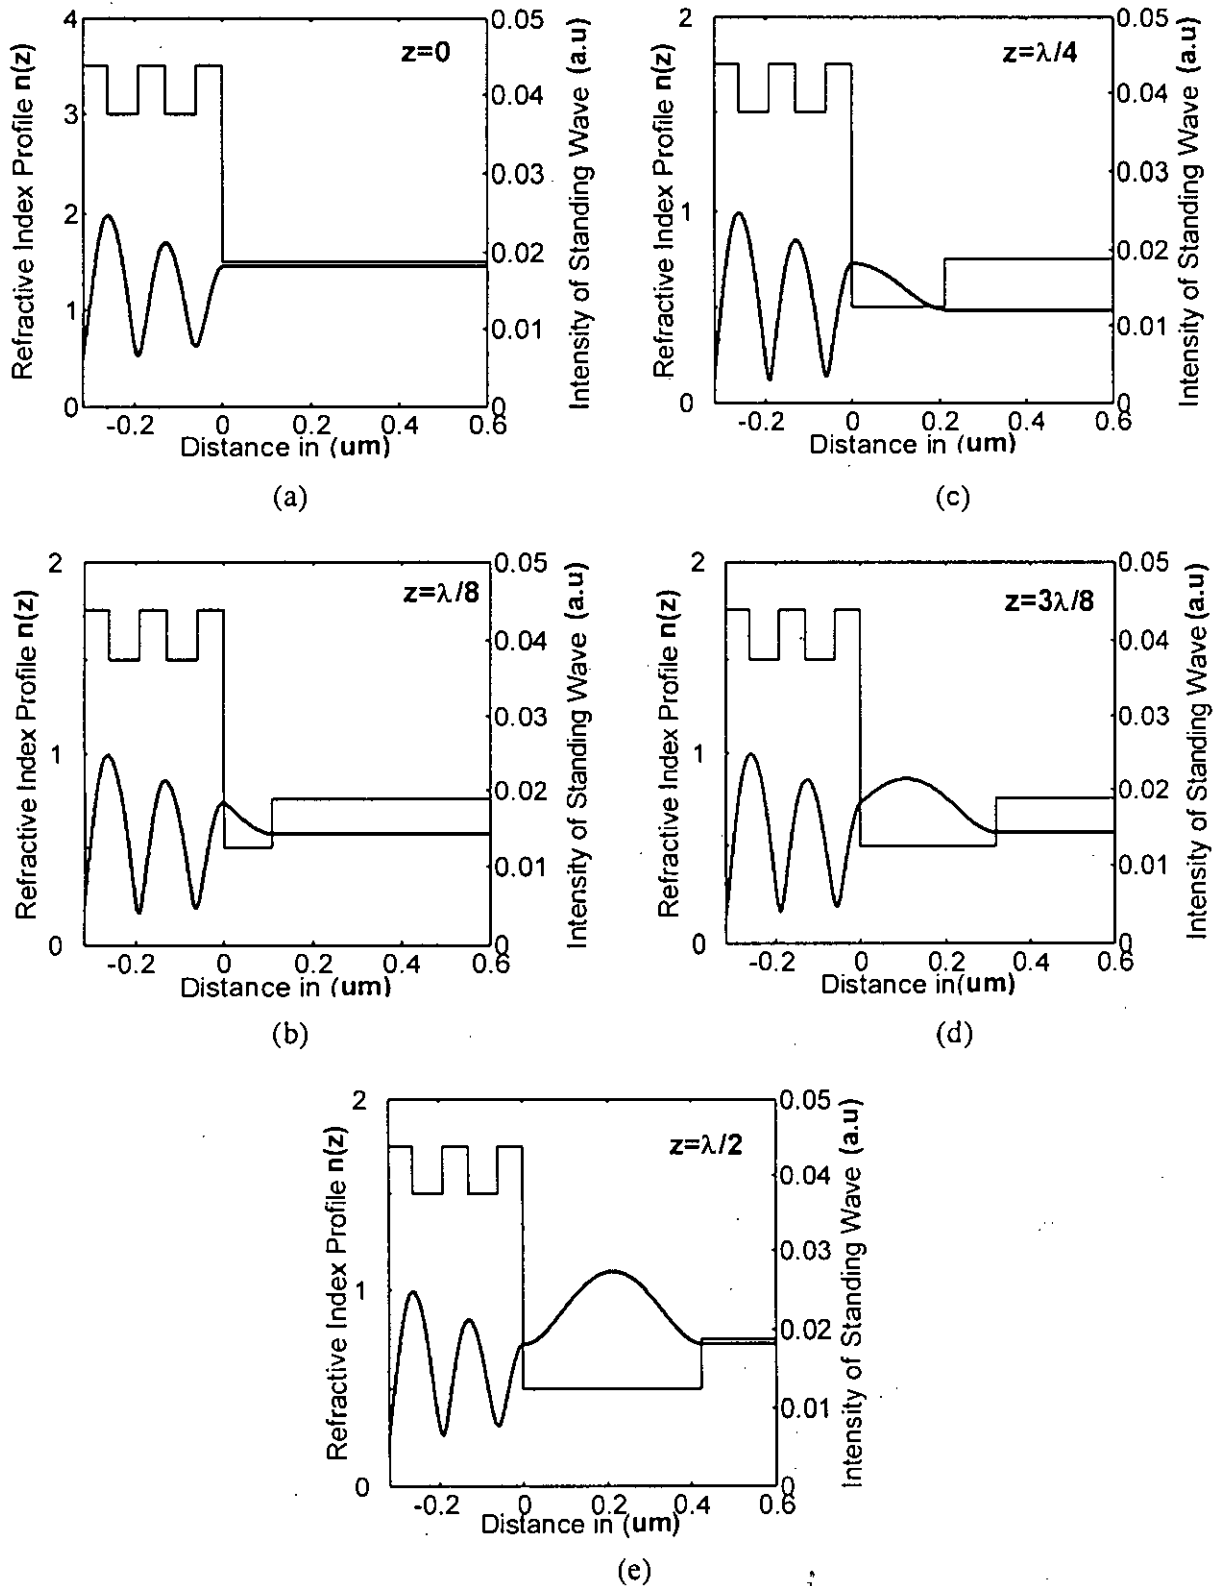 4
3
2
1
0
Refractive Index Profile n(z)
z=0
0.05
0.04
0.03
0.02
0.01
0
Intensity of Standing Wave (a.u)
-0.2 0 0.2 0.4 0.6
Distance in (um)
(a)
2
1
0
Refractive Index Profile n(z)
z=λ/4
0.05
0.04
0.03
0.02
0.01
0
Intensity of Standing Wave (a.u)
-0.2 0 0.2 0.4 0.6
Distance in (um)
(c)
2
1
0
Refractive Index Profile n(z)
z=λ/8
0.05
0.04
0.03
0.02
0.01
0
Intensity of Standing Wave (a.u)
-0.2 0 0.2 0.4 0.6
Distance in (um)
(b)
2
1
0
Refractive Index Profile n(z)
z=3λ/8
0.05
0.04
0.03
0.02
0.01
0
Intensity of Standing Wave (a.u)
-0.2 0 0.2 0.4 0.6
Distance in(um)
(d)
2
1
0
Refractive Index Profile n(z)
z=λ/2
0.05
0.04
0.03
0.02
0.01
0
Intensity of Standing Wave (a.u)
-0.2 0 0.2 0.4 0.6
Distance in (um)
(e)